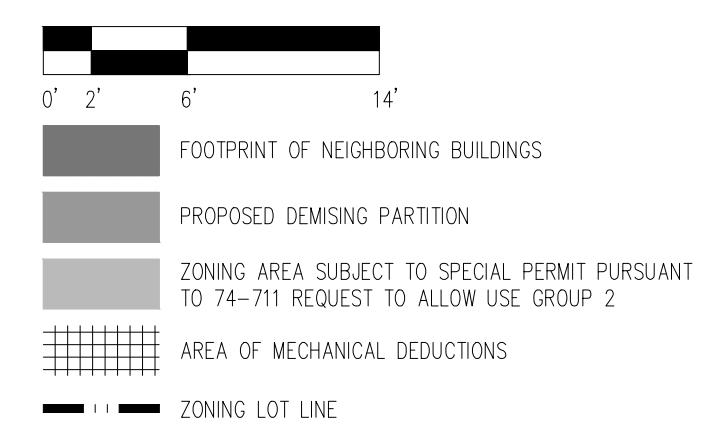 0' 2' 6' 14'
FOOTPRINT OF NEIGHBORING BUILDINGS
PROPOSED DEMISING PARTITION
ZONING AREA SUBJECT TO SPECIAL PERMIT PURSUANT
TO 74-711 REQUEST TO ALLOW USE GROUP 2
AREA OF MECHANICAL DEDUCTIONS
ZONING LOT LINE